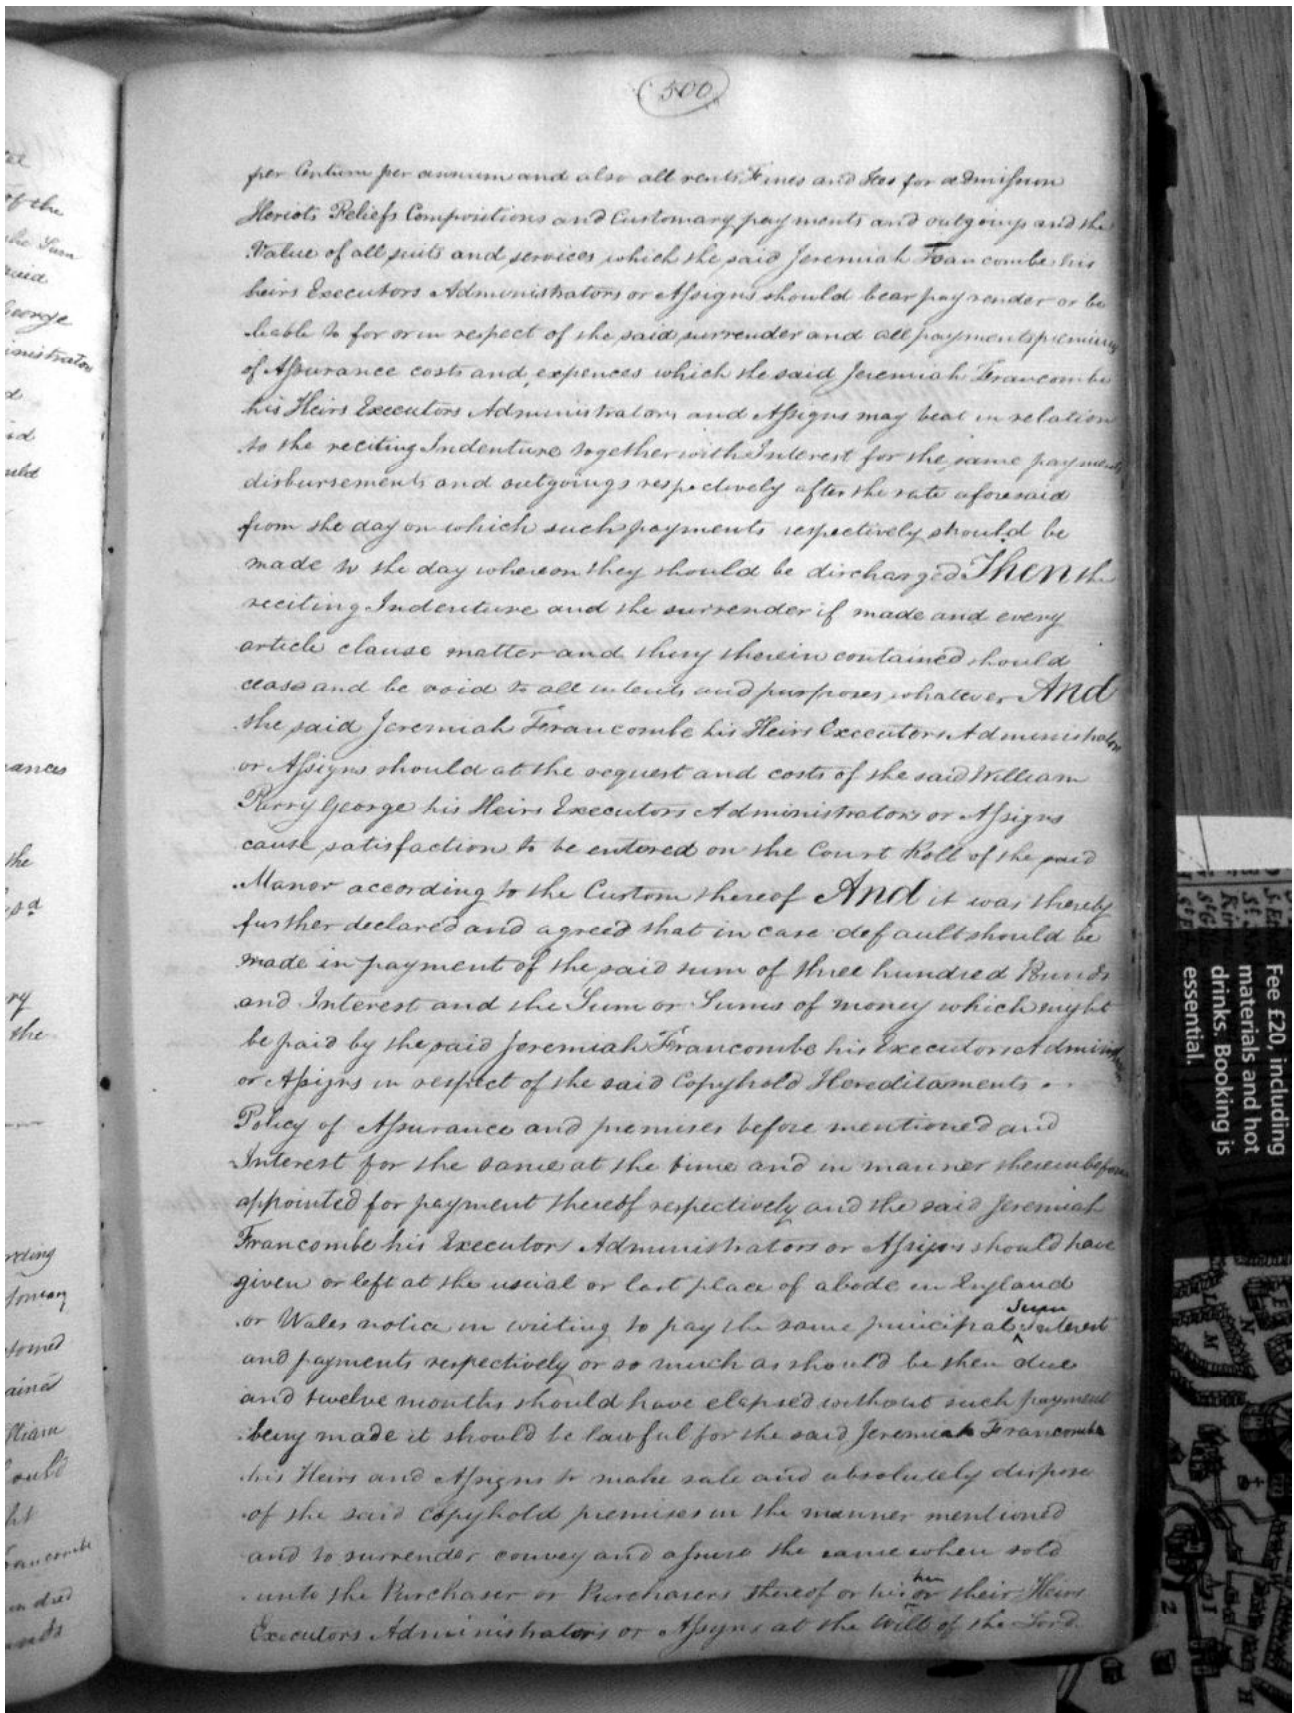 500
per Centum per annum and also all rents Fines and Fees for admission
Heriots Reliefs Compositions and Customary payments and outgoings and the
Value of all suits and services which the said Jeremiah Francombe his
heirs Executors Administrators or Assigns should bear pay render or be
liable to for or in respect of the said surrender and all payments premiums
of Assurance costs and expences which the said Jeremiah Francombe
his Heirs Executors Administrators and Assigns may bear in relation
to the reciting Indenture together with Interest for the same payments
disbursements and outgoings respectively after the rate aforesaid
from the day on which such payments respectively should be
made to the day whereon they should be discharged Then the
reciting Indenture and the surrender if made and every
article clause matter and thing therein contained should
cease and be void to all intents and purposes whatever And
the said Jeremiah Francombe his Heirs Executors Administrators
or Assigns should at the request and costs of the said William
Parry George his Heirs Executors Administrators or Assigns
cause satisfaction to be entered on the Court Roll of the said
Manor according to the Custom thereof And it was thereby
further declared and agreed that in case default should be
made in payment of the said sum of three hundred Pounds
and Interest and the Sum or Sums of money which might
be paid by the said Jeremiah Francombe his Executors
or Assigns in respect of the said Copyhold Hereditaments
Policy of Assurance and premises before mentioned and
Interest for the same at the time and in manner thereinbefore
appointed for payment thereof respectively and the said Jeremiah
Francombe his Executors Administrators or Assigns should have
given or left at the usual or last place of abode in England
or Wales notice in writing to pay the same principal Sum Interest
and payments respectively or so much as should be then due
and twelve months should have elapsed without such payment
being made it should be lawful for the said Jeremiah Francombe
his Heirs and Assigns to make sale and absolutely dispose
of the said copyhold premises in the manner mentioned
and to surrender convey and assure the same when sold
unto the Purchaser or Purchasers thereof or his her or their Heirs
Executors Administrators or Assigns at the Will of the Lord
of the
Sum
said
George
the
ry
the
Fee £20, including
materials and hot
drinks. Booking is
essential.